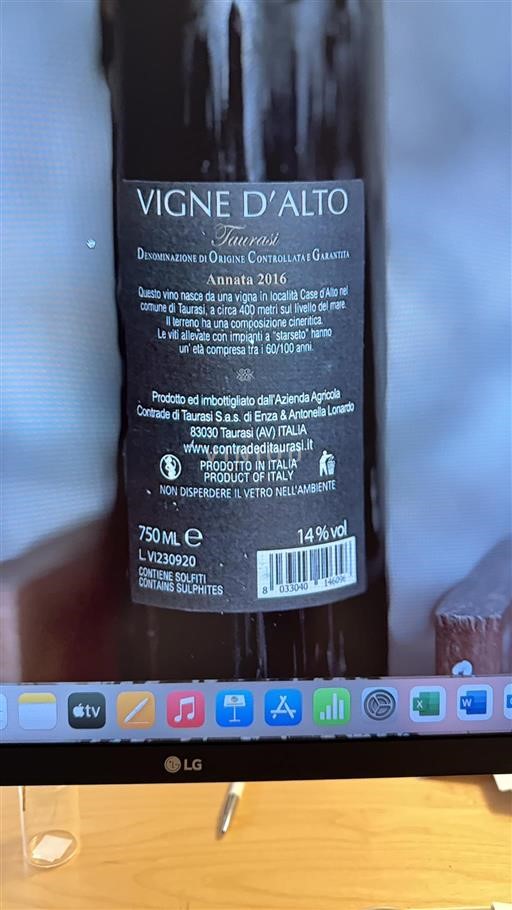 VIGNE D'ALTO
Taurasi
DENOMINAZIONE DI ORIGINE CONTROLLATA E GARANTITA
Annata 2016
Questo vino nasce da una vigna in località Case d'Alto nel
comune di Taurasi, a circa 400 metri sul livello del mare.
Il terreno ha una composizione cineritica.
Le viti allevate con impianti a "starseto" hanno
un' età compresa tra i 60/100 anni.
Prodotto ed imbottigliato dall'Azienda Agricola
Contrade di Taurasi S.a.s. di Enza & Antonella Lonardo
83030 Taurasi (AV) ITALIA
www.contradeditaurasi.it
PRODOTTO IN ITALIA
PRODUCT OF ITALY
NON DISPERDERE IL VETRO NELL'AMBIENTE
750 ML e 14 % vol
L. VI230920
CONTIENE SOLFITI
CONTAINS SULPHITES
8 033040 14609
tv
X
W
LG